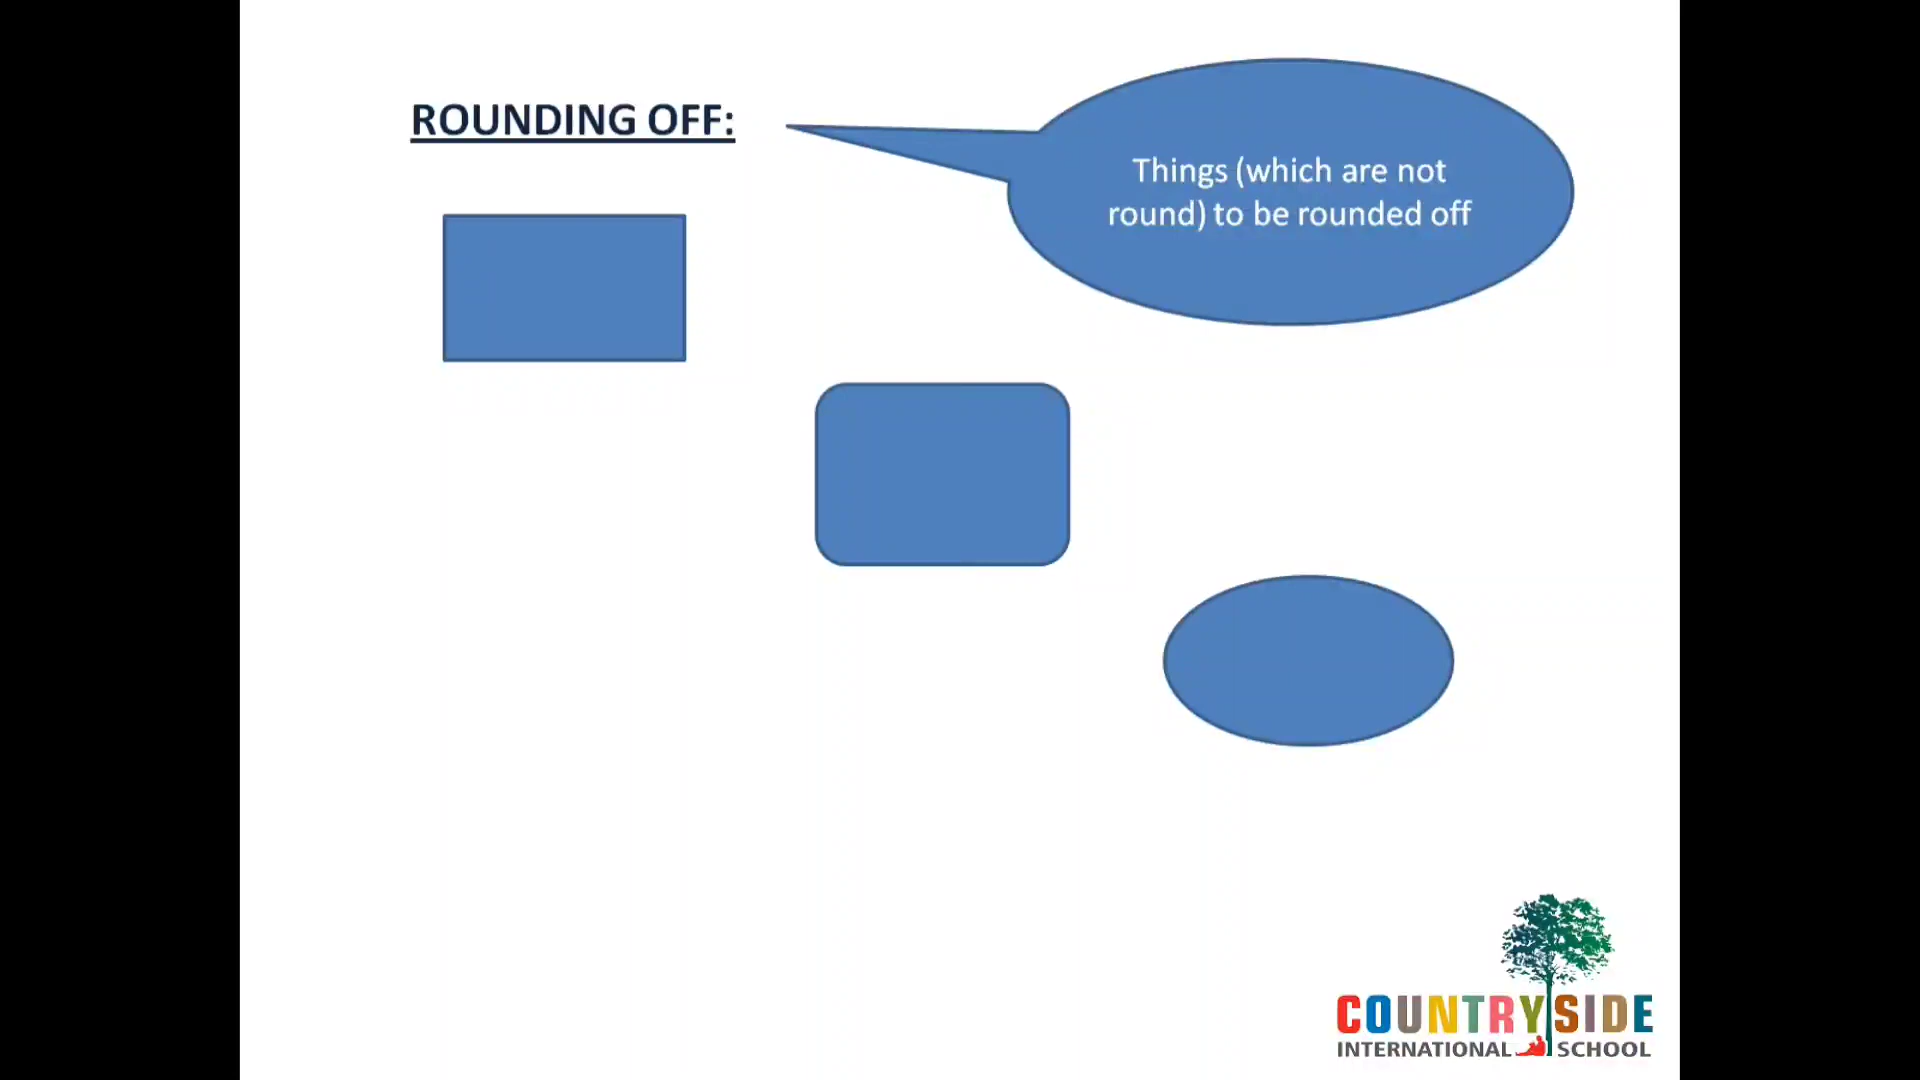 ROUNDING OFF:
Things (which are not
round) to be rounded off
COUNTRYSIDE
INTERNATIONAL SCHOOL